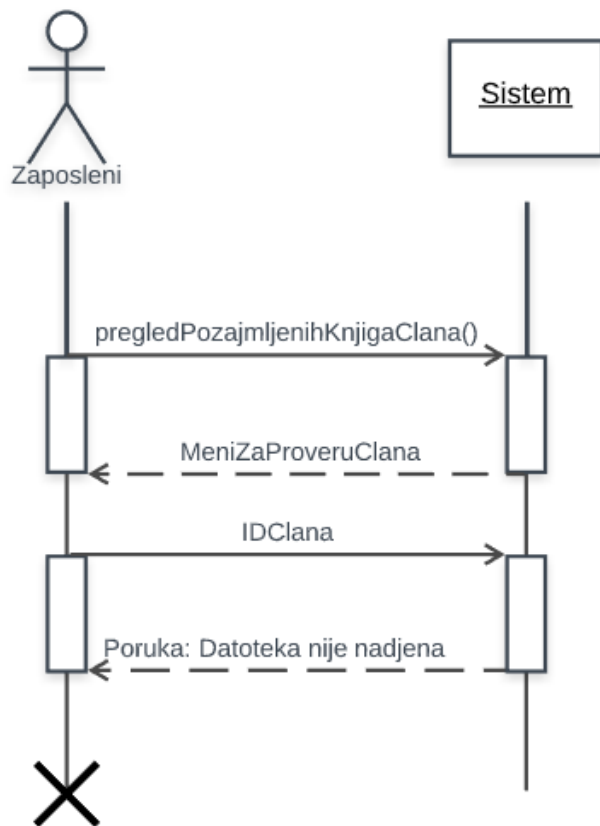 Sistem
Zaposleni
pregledPozajmljenihKnjigaClana()
MeniZaProveruClana
IDClana
Poruka: Datoteka nije nadjena